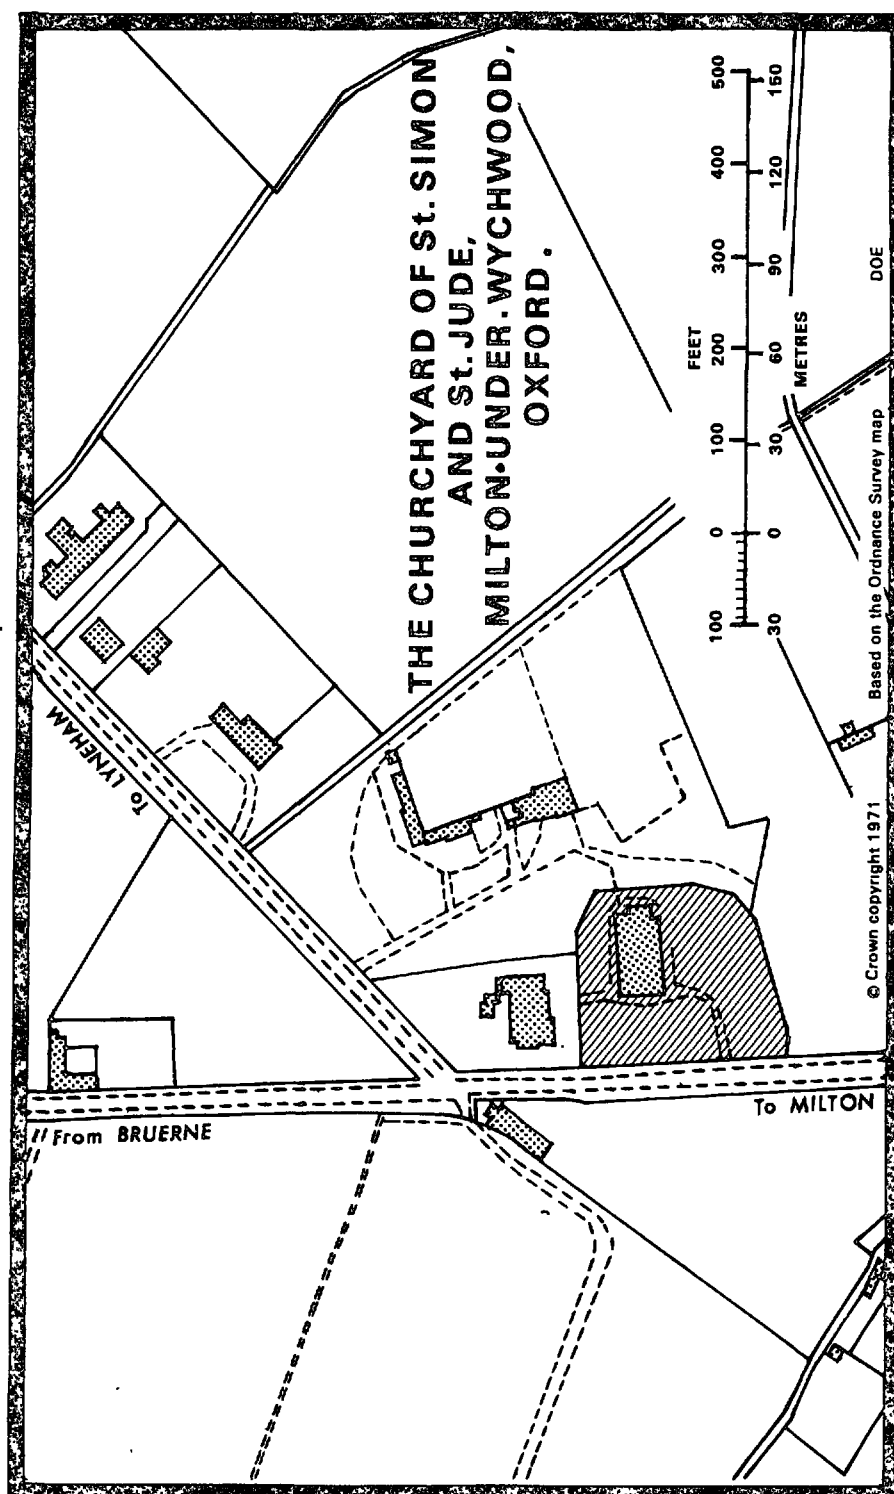 THE CHURCHYARD OF St. SIMON
AND St. JUDE,
MILTON·UNDER·WYCHWOOD,
OXFORD.
To LYNEHAM
From BRUERNE
To MILTON
FEET
100 0 100 200 300 400 500
30 0 30 60 90 120 150
METRES
© Crown copyright 1971
Based on the Ordnance Survey map
DOE